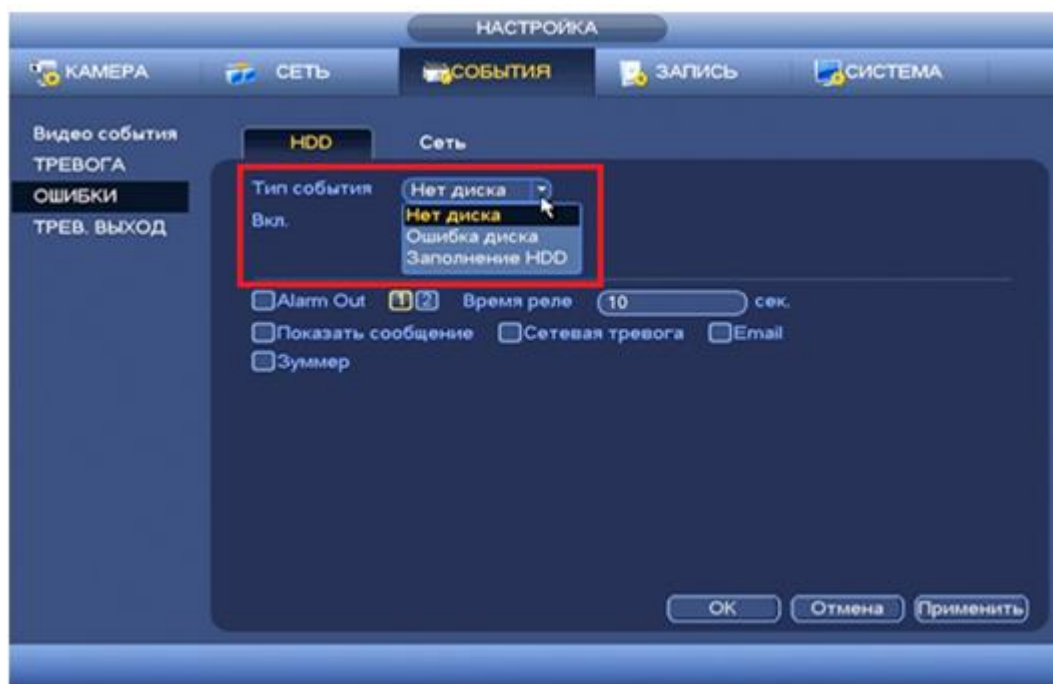 НАСТРОЙКА
КАМЕРА СЕТЬ СОБЫТИЯ ЗАПИСЬ СИСТЕМА
Видео события
ТРЕВОГА
ОШИБКИ
ТРЕВ. ВЫХОД
HDD Сеть
Тип события Нет диска
Вкл.
Нет диска
Ошибка диска
Заполнение HDD
Alarm Out 1 2 Время реле 10 сек.
Показать сообщение Сетевая тревога Email
Зуммер
OK Отмена Применить